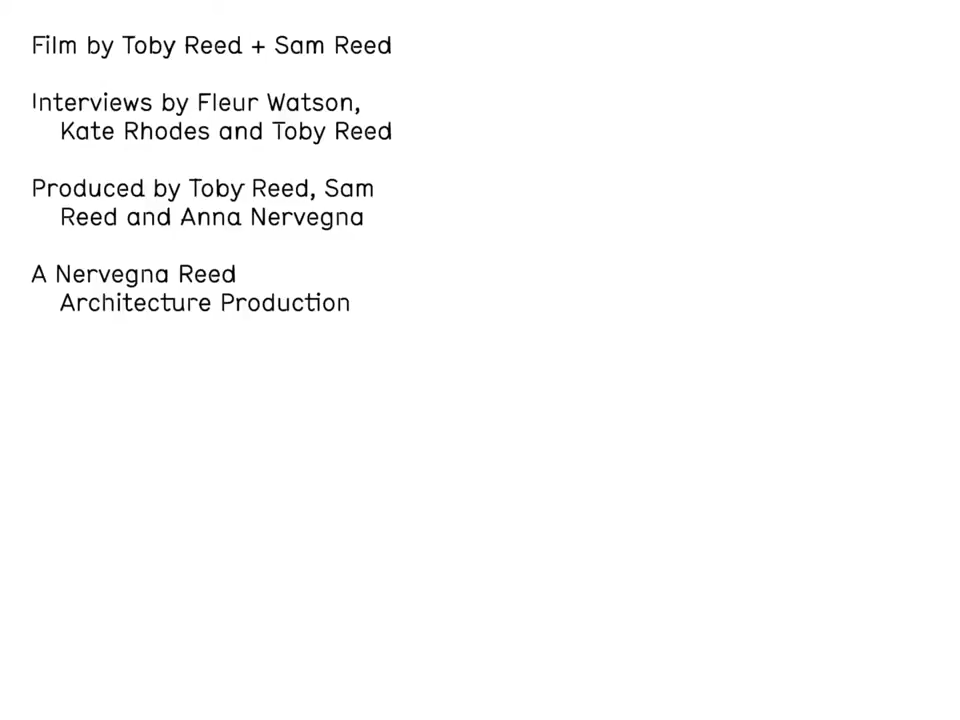 Film by Toby Reed + Sam Reed
Interviews by Fleur Watson,
Kate Rhodes and Toby Reed
Produced by Toby Reed, Sam
Reed and Anna Nervegna
A Nervegna Reed
Architecture Production